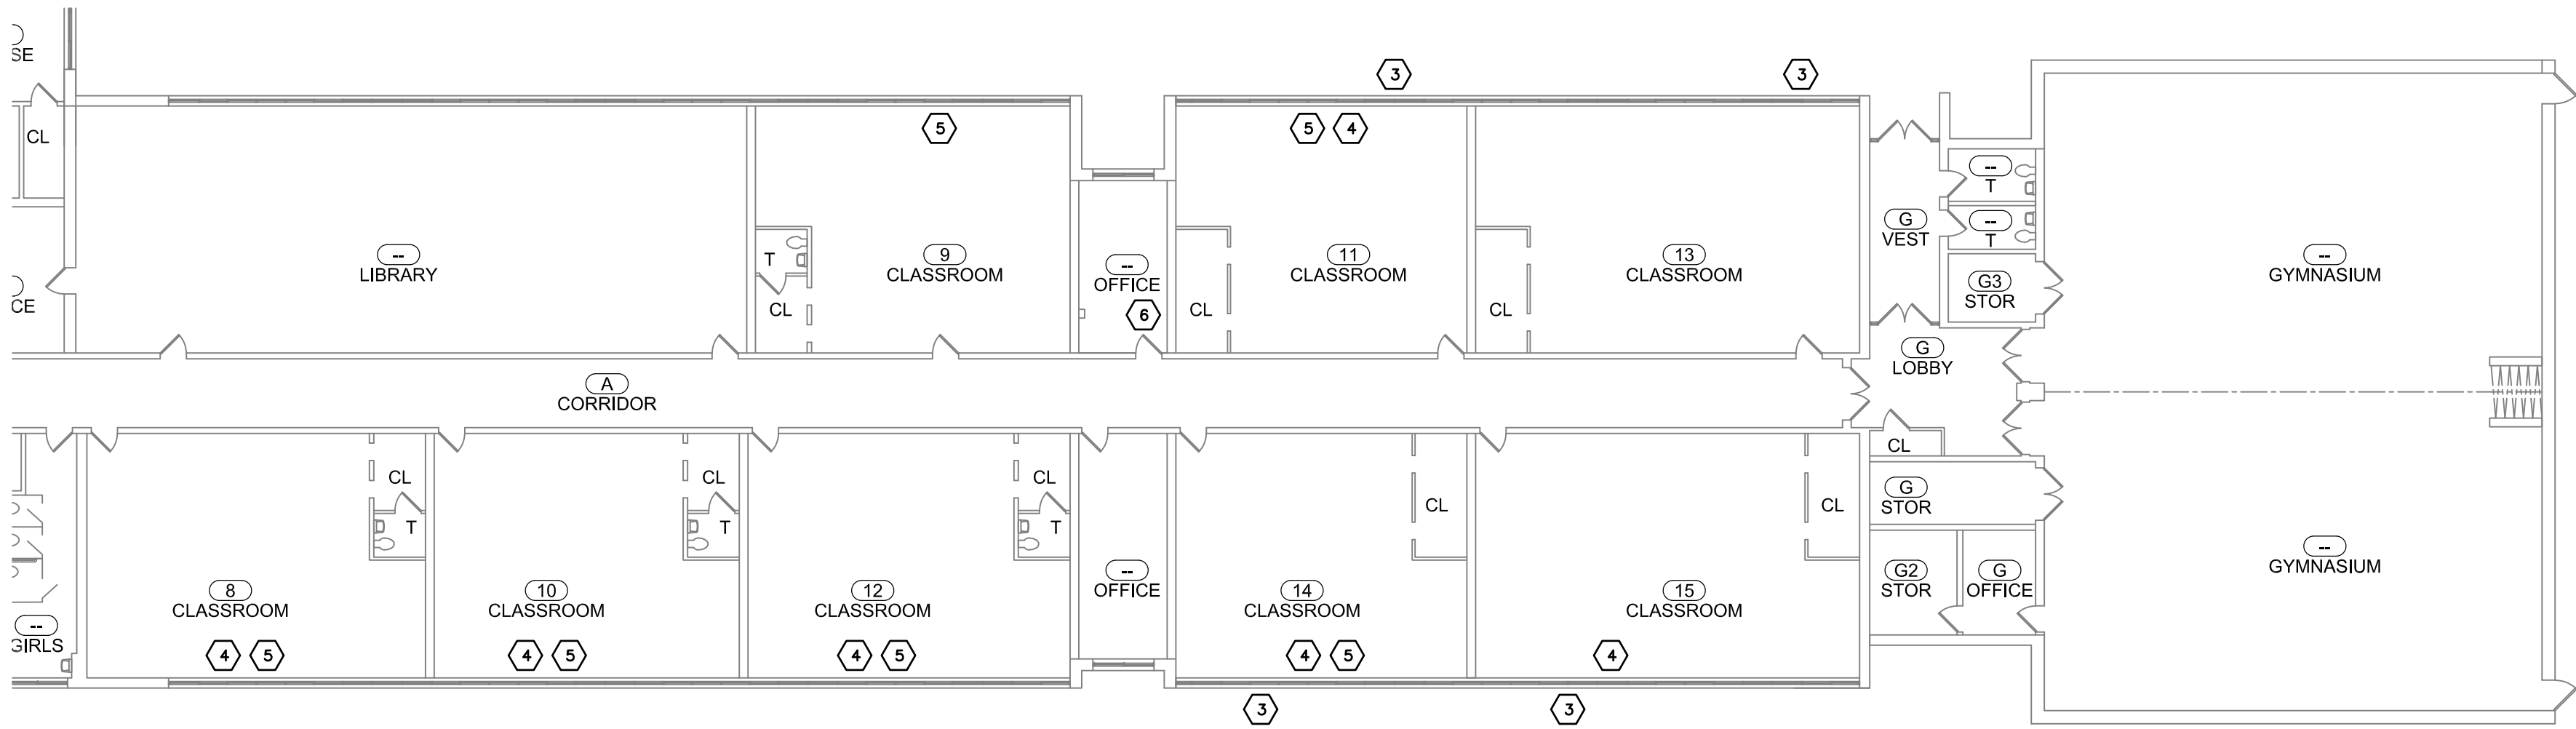 SE
CL
CE
3
3
5
5 4
--
LIBRARY
T
CL
9
CLASSROOM
--
OFFICE
6
CL
11
CLASSROOM
CL
13
CLASSROOM
G
VEST
--
T
--
T
G3
STOR
--
GYMNASIUM
A
CORRIDOR
G
LOBBY
CL
G
STOR
G2
STOR
G
OFFICE
--
GYMNASIUM
--
GIRLS
8
CLASSROOM
4 5
CL
T
10
CLASSROOM
4 5
CL
T
12
CLASSROOM
4 5
CL
T
--
OFFICE
14
CLASSROOM
4 5
CL
15
CLASSROOM
4
CL
3
3